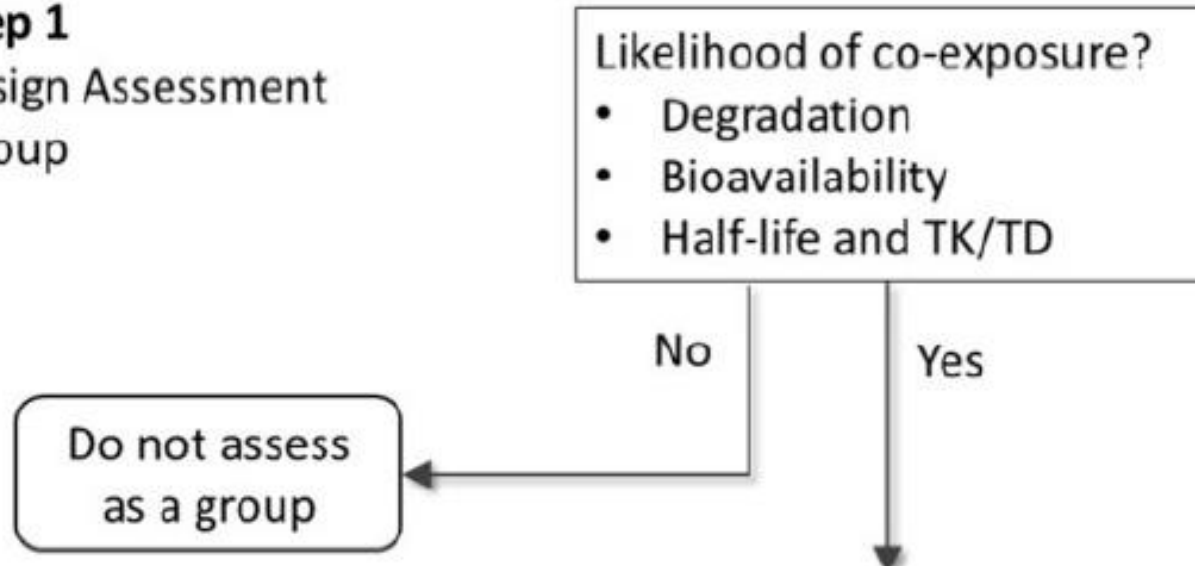 ep 1
sign Assessment
oup
Likelihood of co-exposure?
• Degradation
• Bioavailability
• Half-life and TK/TD
No
Yes
Do not assess
as a group